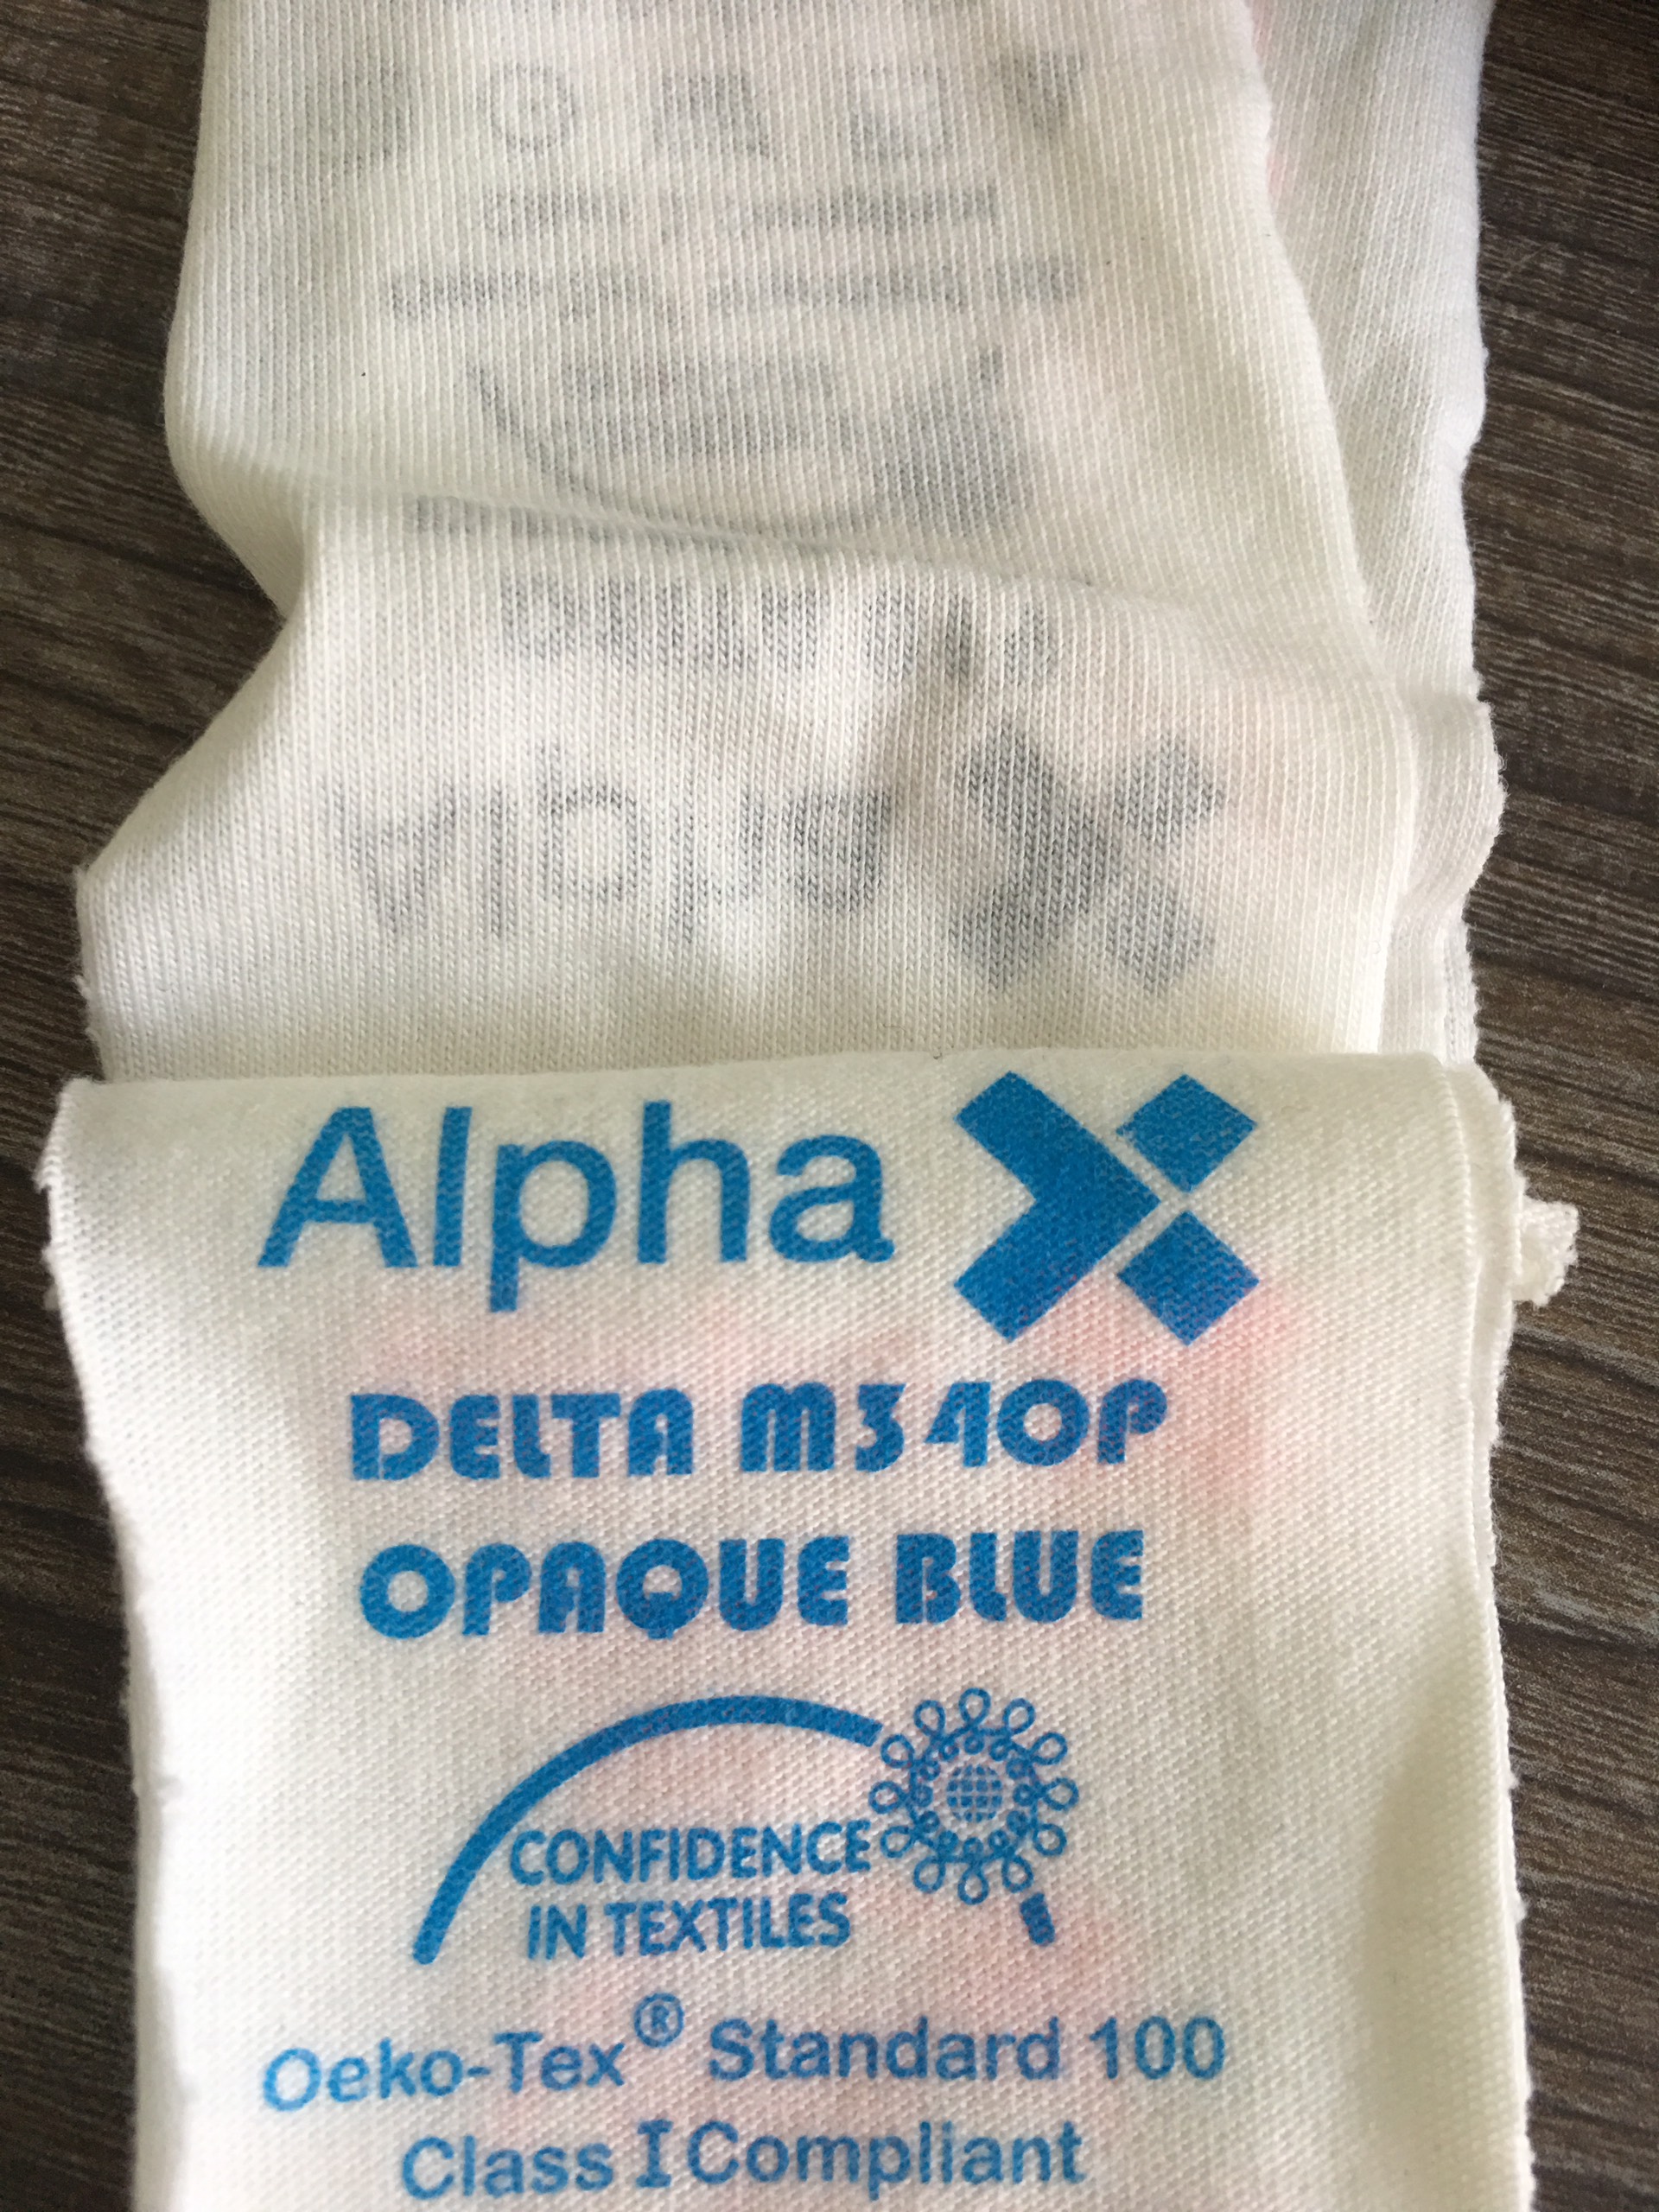 Alpha X
DELTA M340P
OPAQUE BLUE
CONFIDENCE
IN TEXTILES
Oeko-Tex® Standard 100
Class I Compliant